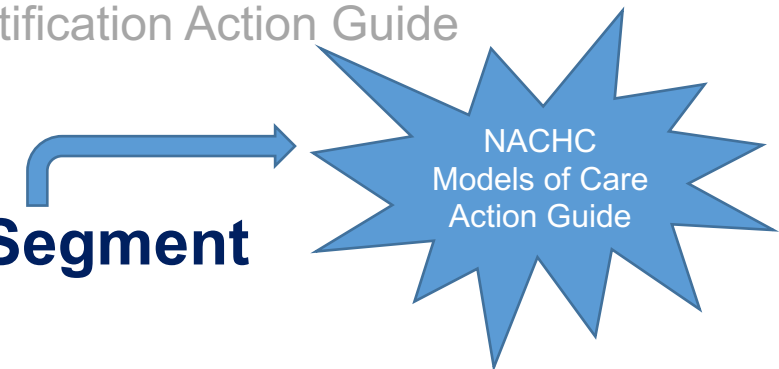 tification Action Guide
NACHC
Models of Care
Action Guide
Segment